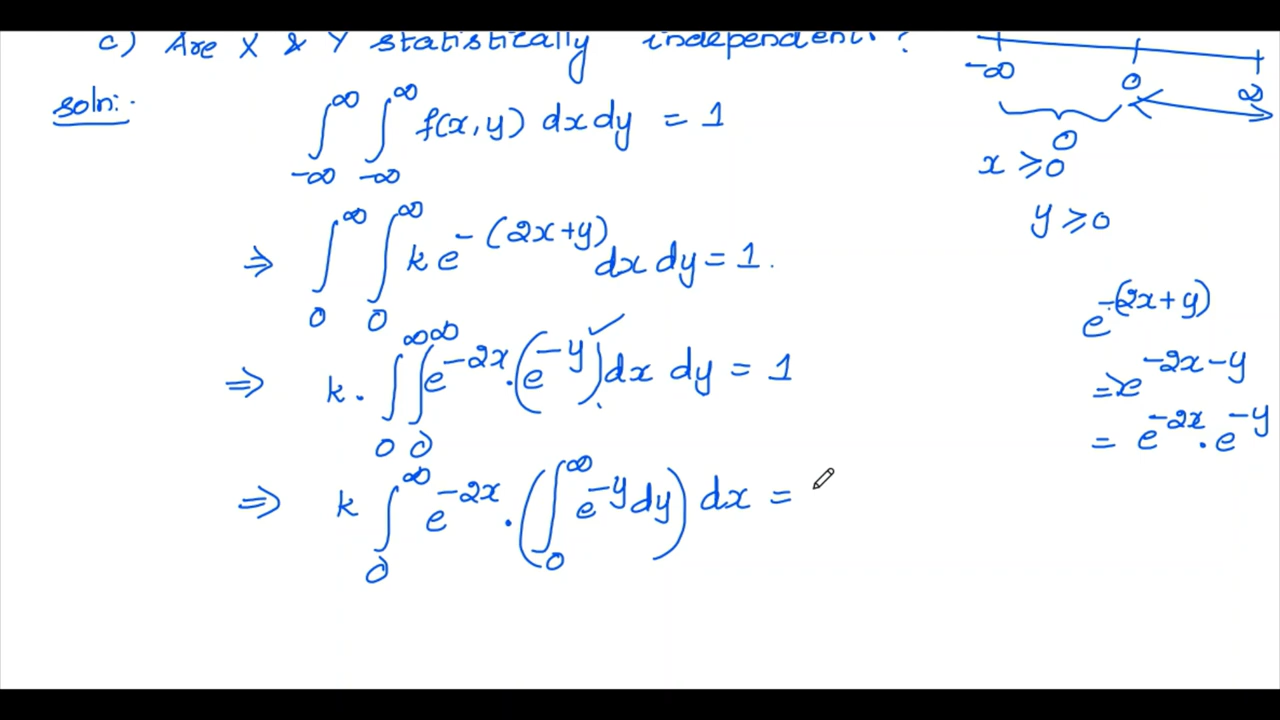 c) Are X & Y statistically independent ?
-∞ 0 ∞
0
soln:-
∫_{-∞}^{∞} ∫_{-∞}^{∞} f(x,y) dx dy = 1
x ≥ 0
y ≥ 0
⇒ ∫_0^∞ ∫_0^∞ k e^{-(2x+y)} dx dy = 1.
⇒ k . ∫_0^∞ ∫_0^∞ e^{-2x} . (e^{-y}) ✓ dx dy = 1
⇒ k ∫_0^∞ e^{-2x} . (∫_0^∞ e^{-y} dy) dx =
e^{-(2x+y)}
⇒ e^{-2x-y}
= e^{-2x} . e^{-y}